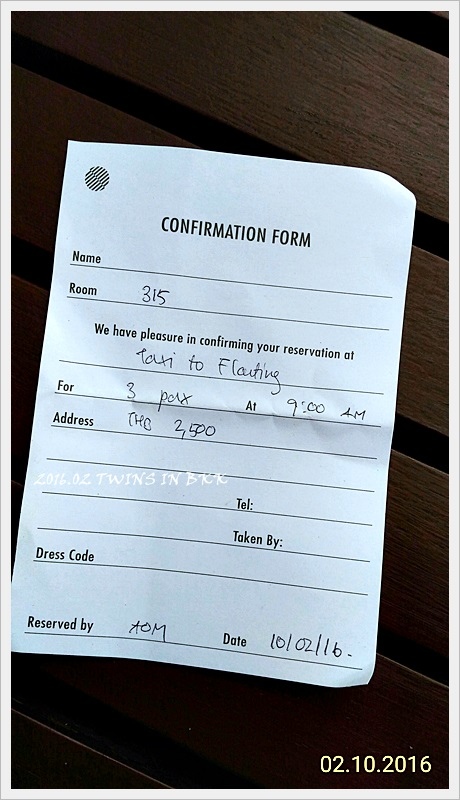 CONFIRMATION FORM
Name
Room 315
We have pleasure in confirming your reservation at
Taxi to Floating
For 3 pax At 9:00 AM
Address THB 2,500
2016.02 TWINS IN BKK
Tel:
Taken By:
Dress Code
Reserved by AOM Date 10/02/16-
02.10.2016